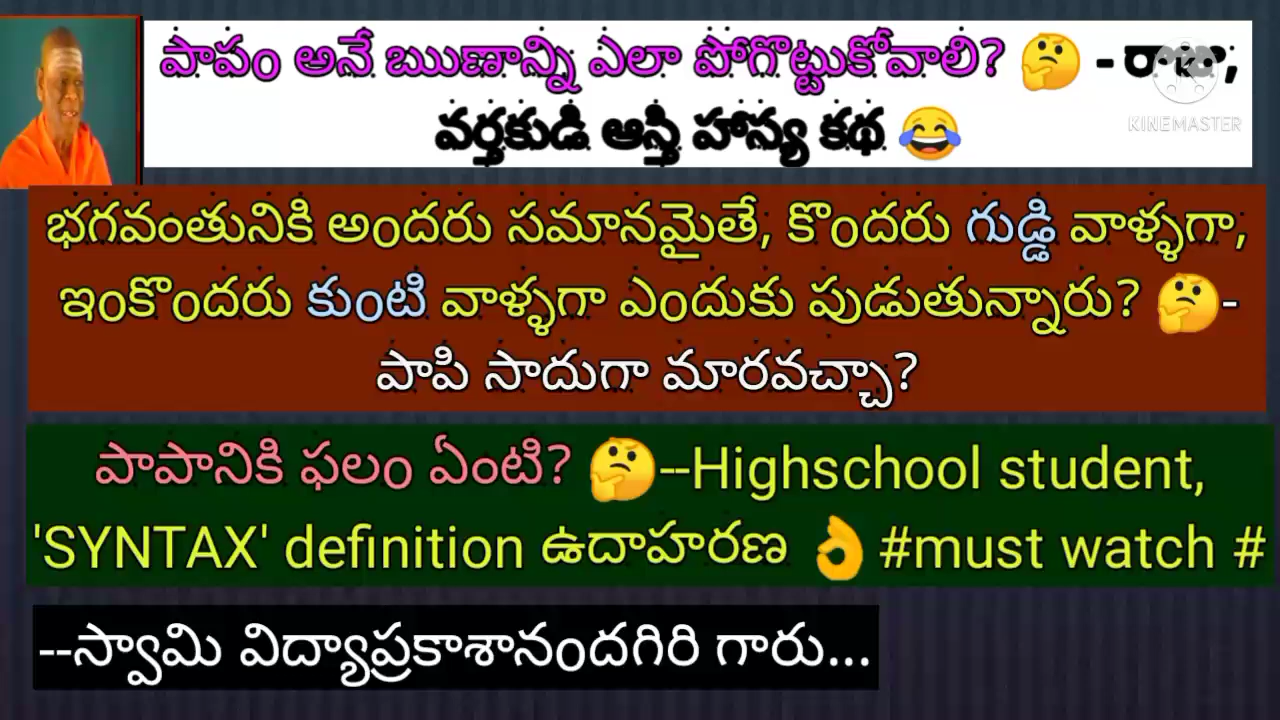 పాపం అనే ఋణాన్ని ఎలా పోగొట్టుకోవాలి? 🤔 -
KINEMASTER
వర్తకుడి ఆస్తి హాస్య కథ 😂
భగవంతునికి అందరు సమానమైతే, కొందరు గుడ్డి వాళ్ళగా,
ఇంకొందరు కుంటి వాళ్ళగా ఎందుకు పుడుతున్నారు? 🤔-
పాపి సాదుగా మారవచ్చా?
పాపానికి ఫలం ఏంటి? 🤔--Highschool student,
'SYNTAX' definition ఉదాహరణ 👌 #must watch #
--స్వామి విద్యాప్రకాశానందగిరి గారు...